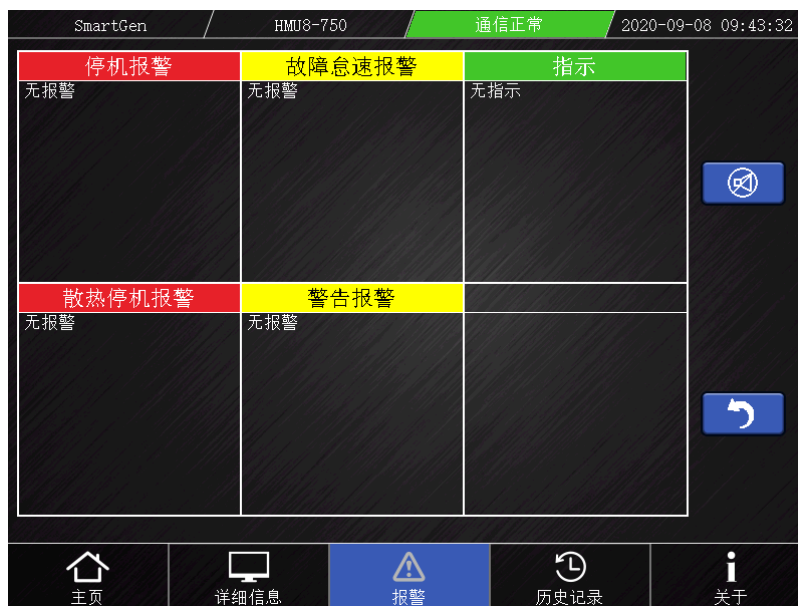 SmartGen
HMU8-750
通信正常
2020-09-08 09:43:32
停机报警
故障怠速报警
指示
无报警
无报警
无指示
散热停机报警
警告报警
无报警
无报警
主页
详细信息
报警
历史记录
关于